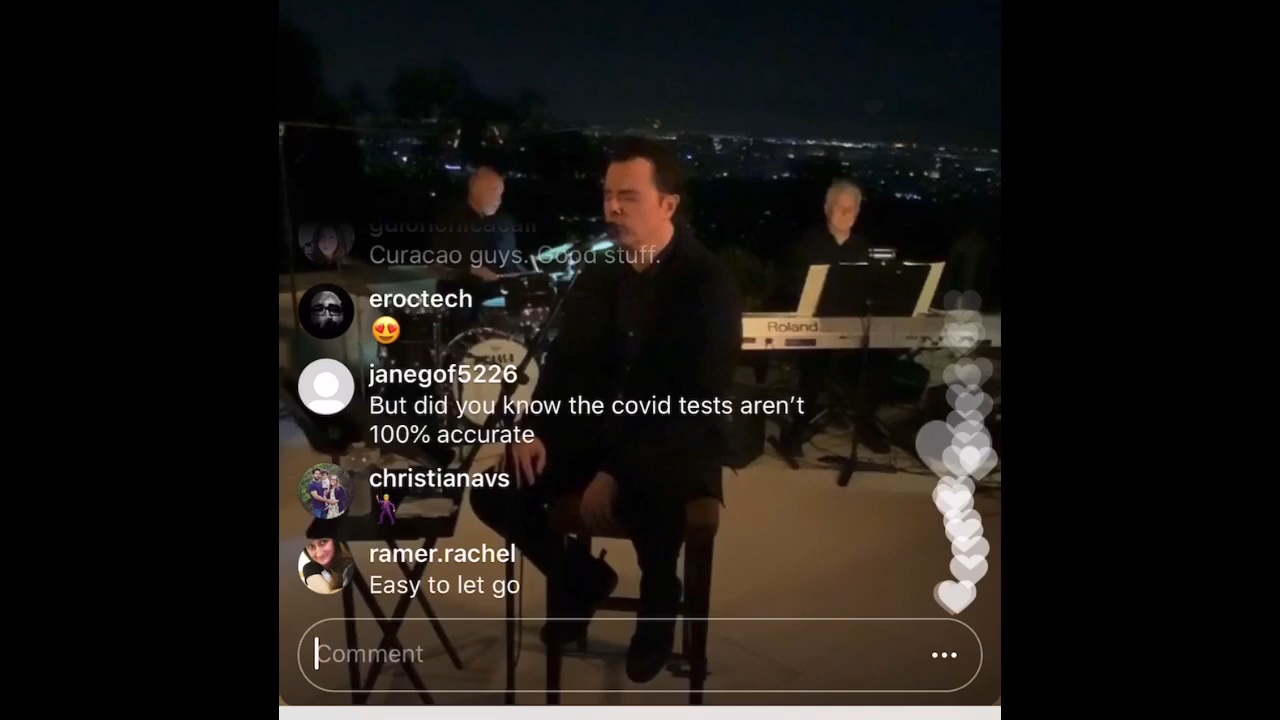 Curacao guys. Good stuff.
eroctech
😍
janegof5226
But did you know the covid tests aren't
100% accurate
christianavs
🕺
ramer.rachel
Easy to let go
Comment
Roland